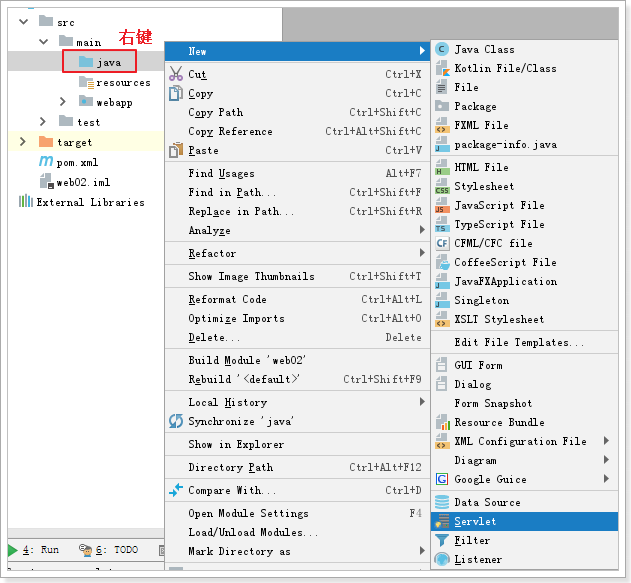 src
main
右键
java
resources
webapp
test
target
pom.xml
web02.iml
External Libraries
4: Run
6: TODO
New
Cut Ctrl+X
Copy Ctrl+C
Copy Path Ctrl+Shift+C
Copy Reference Ctrl+Alt+Shift+C
Paste Ctrl+V
Find Usages Alt+F7
Find in Path... Ctrl+Shift+F
Replace in Path... Ctrl+Shift+R
Analyze
Refactor
Show Image Thumbnails Ctrl+Shift+T
Reformat Code Ctrl+Alt+L
Optimize Imports Ctrl+Alt+O
Delete... Delete
Build Module 'web02'
Rebuild '<default>' Ctrl+Shift+F9
Local History
Synchronize 'java'
Show in Explorer
Directory Path Ctrl+Alt+F12
Compare With... Ctrl+D
Open Module Settings F4
Load/Unload Modules...
Mark Directory as
Java Class
Kotlin File/Class
File
Package
FXML File
package-info.java
HTML File
Stylesheet
JavaScript File
TypeScript File
CFML/CFC file
CoffeeScript File
JavaFXApplication
Singleton
XSLT Stylesheet
Edit File Templates...
GUI Form
Dialog
Form Snapshot
Resource Bundle
XML Configuration File
Diagram
Google Guice
Data Source
Servlet
Filter
Listener